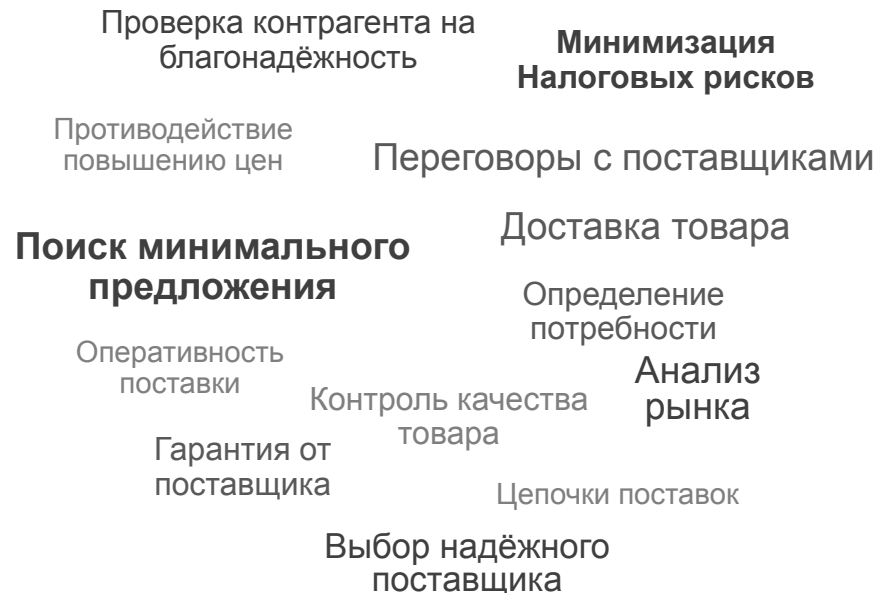 Проверка контрагента на
благонадёжность
Минимизация
Налоговых рисков
Противодействие
повышению цен
Переговоры с поставщиками
Поиск минимального
предложения
Доставка товара
Определение
потребности
Оперативность
поставки
Анализ
рынка
Контроль качества
товара
Гарантия от
поставщика
Цепочки поставок
Выбор надёжного
поставщика